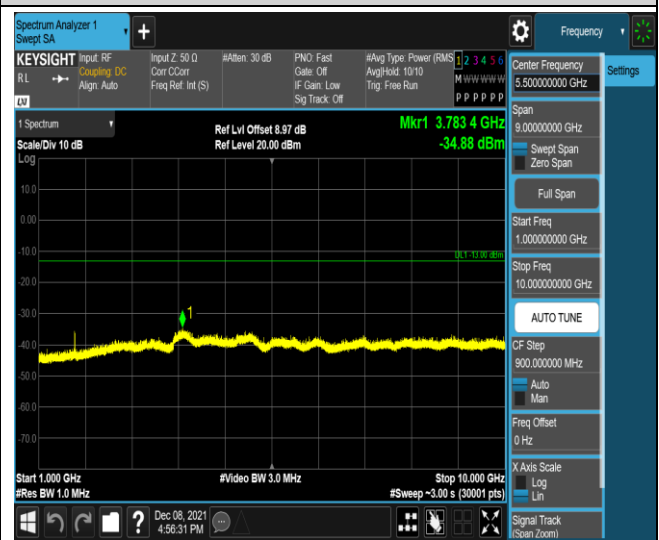 Spectrum Analyzer 1
Swept SA
+
Frequency
KEYSIGHT
RL
LXI
Input: RF
Coupling: DC
Align: Auto
Input Z: 50 Ω
Corr CCorr
Freq Ref: Int (S)
#Atten: 30 dB
PNO: Fast
Gate: Off
IF Gain: Low
Sig Track: Off
#Avg Type: Power (RMS
Avg|Hold: 10/10
Trig: Free Run
1 2 3 4 5 6
M W W W W W
P P P P P P
1 Spectrum
Scale/Div 10 dB
Log
Ref Lvl Offset 8.97 dB
Ref Level 20.00 dBm
Mkr1 3.783 4 GHz
-34.88 dBm
10.0
0.00
-10.0
DL1 -13.00 dBm
-20.0
-30.0
1
-40.0
-50.0
-60.0
-70.0
Start 1.000 GHz
#Res BW 1.0 MHz
#Video BW 3.0 MHz
Stop 10.000 GHz
#Sweep ~3.00 s (30001 pts)
Dec 08, 2021
4:56:31 PM
Center Frequency
5.500000000 GHz
Span
9.00000000 GHz
Swept Span
Zero Span
Full Span
Start Freq
1.000000000 GHz
Stop Freq
10.000000000 GHz
AUTO TUNE
CF Step
900.000000 MHz
Auto
Man
Freq Offset
0 Hz
X Axis Scale
Log
Lin
Signal Track
(Span Zoom)
Settings